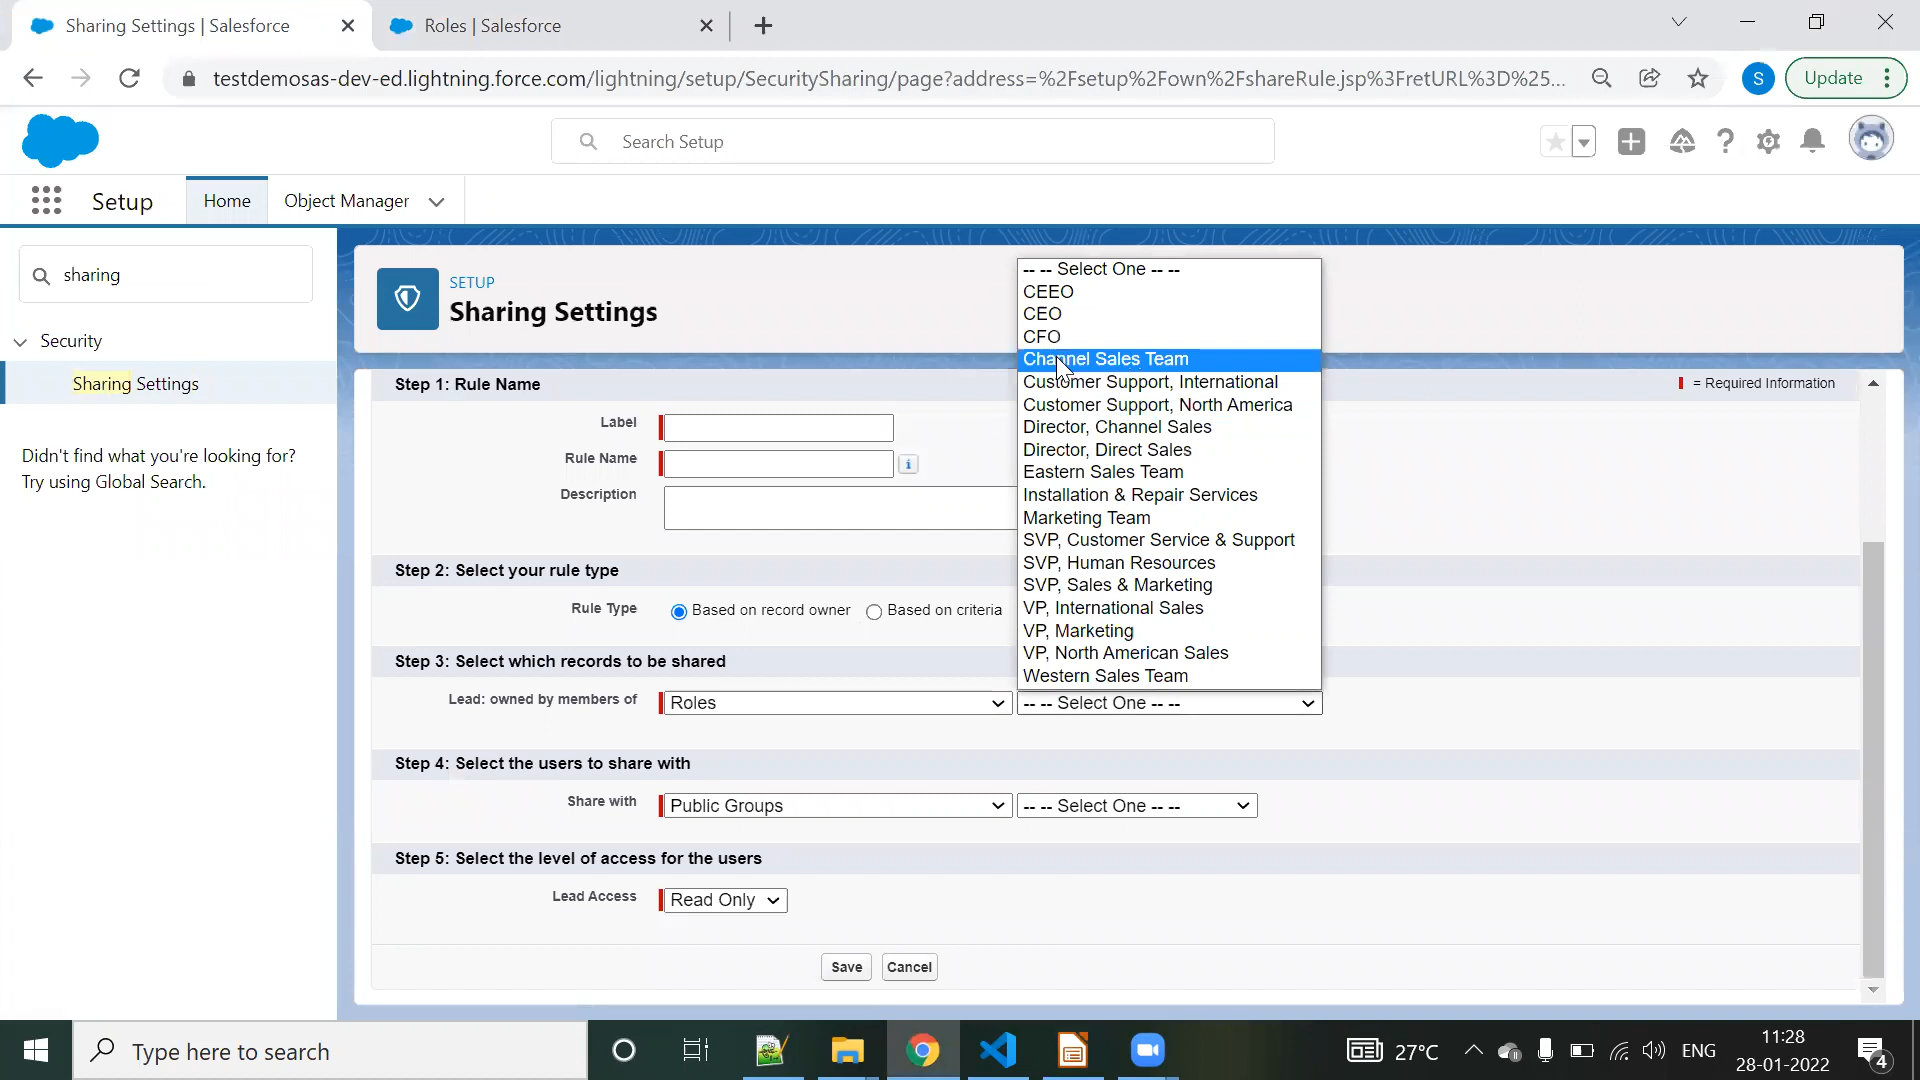 Sharing Settings | Salesforce
Roles | Salesforce
testdemosas-dev-ed.lightning.force.com/lightning/setup/SecuritySharing/page?address=%2Fsetup%2Fown%2FshareRule.jsp%3FretURL%3D%25...
S
Update
Search Setup
Setup
Home
Object Manager
sharing
Security
Sharing Settings
Didn't find what you're looking for?
Try using Global Search.
SETUP
Sharing Settings
-- -- Select One -- --
CEEO
CEO
CFO
Channel Sales Team
Customer Support, International
Customer Support, North America
Director, Channel Sales
Director, Direct Sales
Eastern Sales Team
Installation & Repair Services
Marketing Team
SVP, Customer Service & Support
SVP, Human Resources
SVP, Sales & Marketing
VP, International Sales
VP, Marketing
VP, North American Sales
Western Sales Team
Step 1: Rule Name
= Required Information
Label
Rule Name
Description
Step 2: Select your rule type
Rule Type
Based on record owner
Based on criteria
Step 3: Select which records to be shared
Lead: owned by members of
Roles
-- -- Select One -- --
Step 4: Select the users to share with
Share with
Public Groups
-- -- Select One -- --
Step 5: Select the level of access for the users
Lead Access
Read Only
Save
Cancel
Type here to search
27°C
ENG
11:28
28-01-2022
4